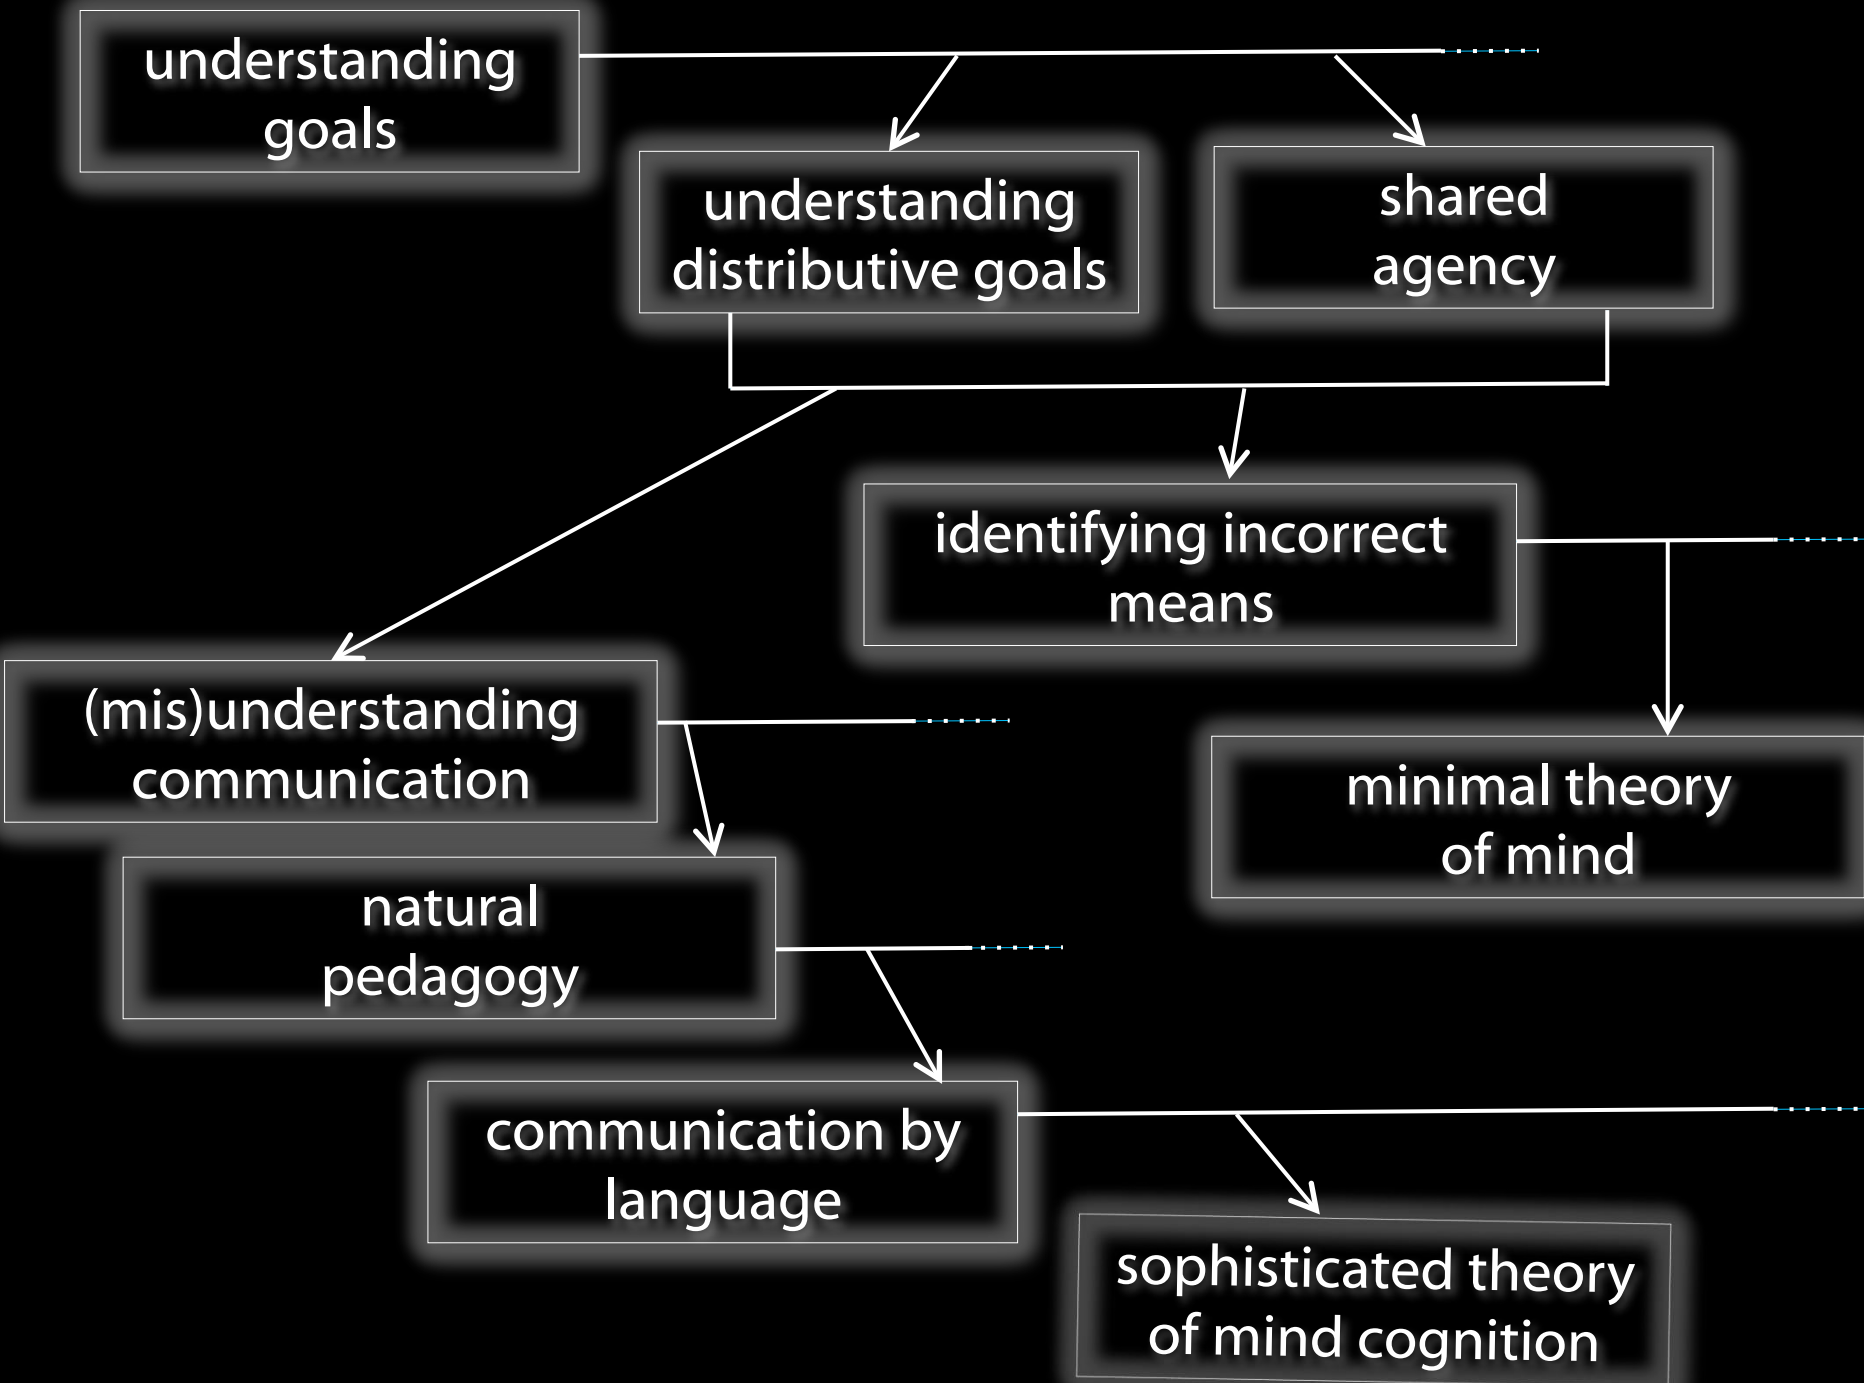 understanding
goals
understanding
distributive goals
shared
agency
identifying incorrect
means
(mis)understanding
communication
minimal theory
of mind
natural
pedagogy
communication by
language
sophisticated theory
of mind cognition